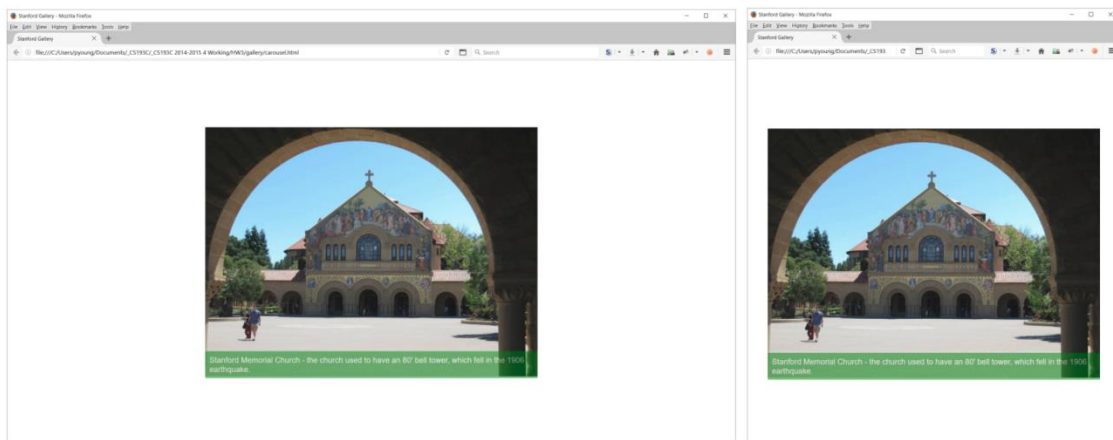 Stanford Gallery - Mozilla Firefox
File Edit View History Bookmarks Tools Help
Stanford Gallery
file:///C:/Users/pyoung/Documents/_CS193C/_CS193C 2014-2015 4 Working/HW3/gallery/carousel.html
Search
Stanford Memorial Church - the church used to have an 80' bell tower, which fell in the 1906
earthquake.
Stanford Gallery - Mozilla Firefox
File Edit View History Bookmarks Tools Help
Stanford Gallery
file:///C:/Users/pyoung/Documents/_CS193
Search
Stanford Memorial Church - the church used to have an 80' bell tower, which fell in the 1906
earthquake.